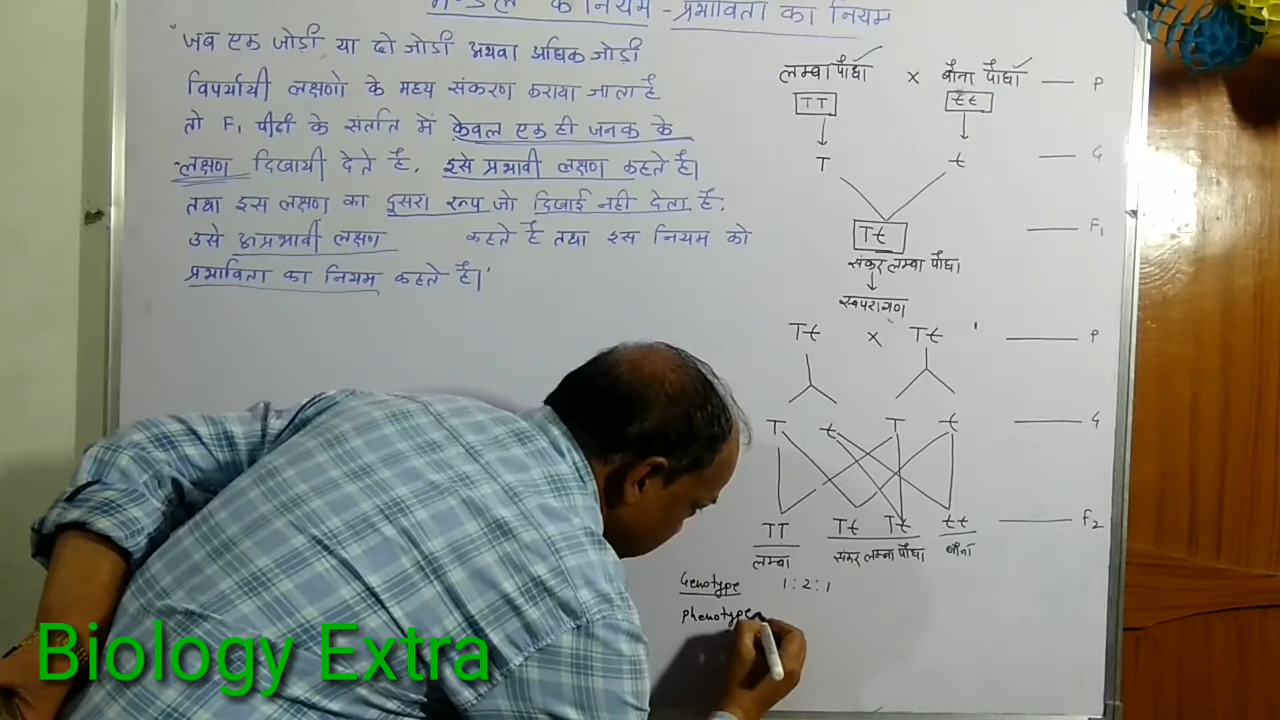 के नियम - प्रभाविता का नियम
"जब एक जोड़ी या दो जोड़ी अथवा अधिक जोड़ी
विपर्यायी लक्षणो के मध्य संकरण कराया जाता है
तो F₁ पीढी के संतति में केवल एक ही जनक के
लक्षण दिखायी देते है, इसे प्रभावी लक्षण कहते है।
तथा इस लक्षण का दुसरा रूप जो दिखाई नही देता है,
उसे अप्रभावी लक्षण कहते है तथा इस नियम को
प्रभाविता का नियम कहते है।'
लम्बा पौधा x बौना पौधा — P
TT tt
T t — G
Tt — F₁
संकर लम्बा पौधा
स्वपरागण
Tt x Tt — P
T t T t — G
TT Tt Tt tt — F₂
लम्बा संकर लम्बा पौधा बौना
Genotype 1:2:1
Phenotype
Biology Extra